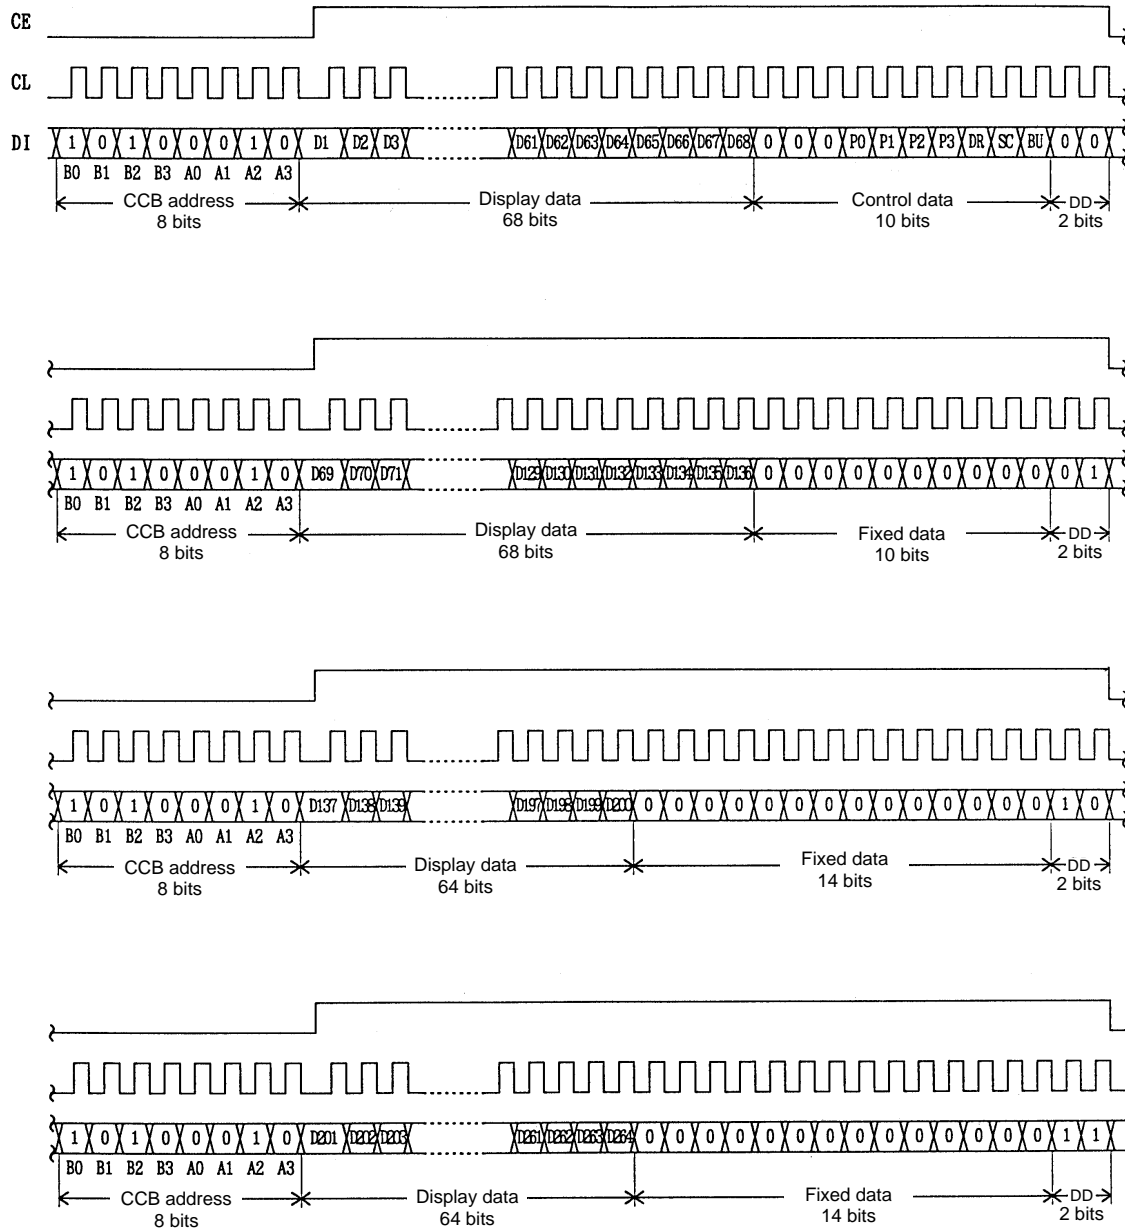 CE
CL
DI 1 0 1 0 0 0 1 0 D1 D2 D3 D61 D62 D63 D64 D65 D66 D67 D68 0 0 0 P0 P1 P2 P3 DR SC BU 0 0
B0 B1 B2 B3 A0 A1 A2 A3
CCB address Display data Control data DD
8 bits 68 bits 10 bits 2 bits
1 0 1 0 0 0 1 0 D69 D70 D71 D129 D130 D131 D132 D133 D134 D135 D136 0 0 0 0 0 0 0 0 0 0 0 1
B0 B1 B2 B3 A0 A1 A2 A3
CCB address Display data Fixed data DD
8 bits 68 bits 10 bits 2 bits
1 0 1 0 0 0 1 0 D137 D138 D139 D197 D198 D199 D200 0 0 0 0 0 0 0 0 0 0 0 0 0 0 1 0
B0 B1 B2 B3 A0 A1 A2 A3
CCB address Display data Fixed data DD
8 bits 64 bits 14 bits 2 bits
1 0 1 0 0 0 1 0 D201 D202 D203 D261 D262 D263 D264 0 0 0 0 0 0 0 0 0 0 0 0 0 0 1 1
B0 B1 B2 B3 A0 A1 A2 A3
CCB address Display data Fixed data DD
8 bits 64 bits 14 bits 2 bits